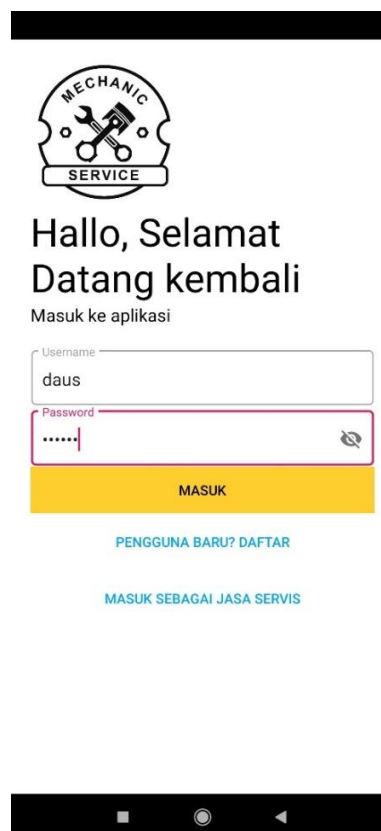 MECHANIC
SERVICE
Hallo, Selamat
Datang kembali
Masuk ke aplikasi
Username
daus
Password
••••••
MASUK
PENGGUNA BARU? DAFTAR
MASUK SEBAGAI JASA SERVIS